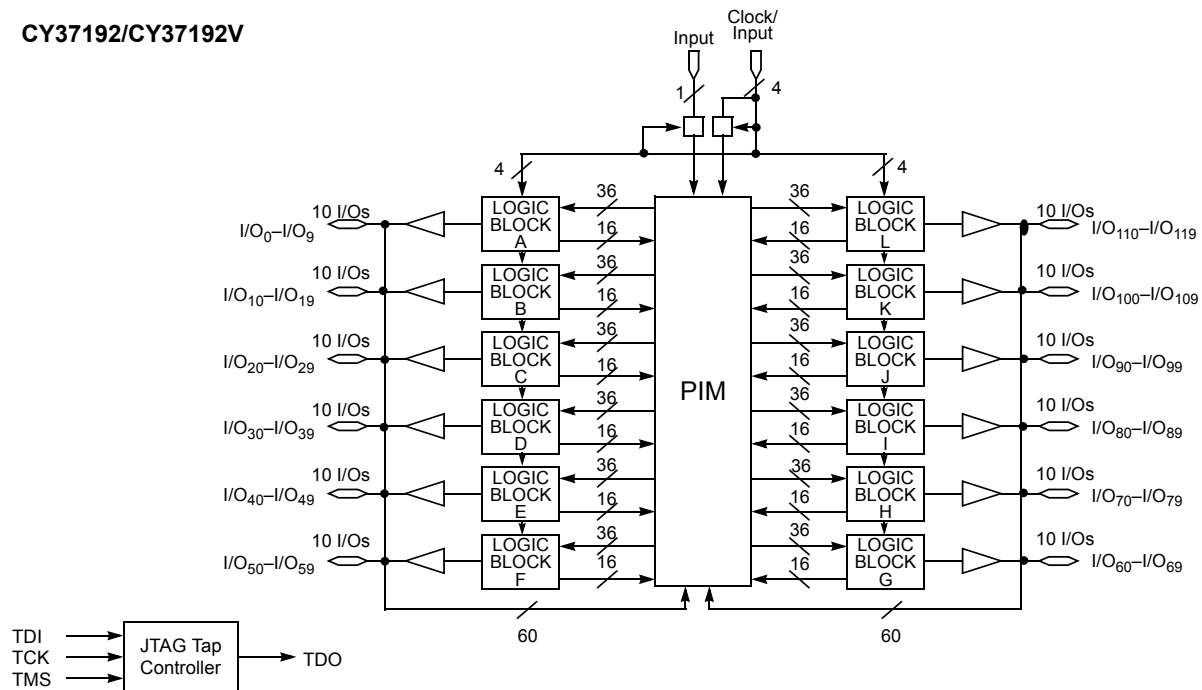 CY37192/CY37192V
Input
Clock/
Input
1
4
4
4
10 I/Os
I/O0–I/O9
LOGIC
BLOCK
A
36
16
36
16
LOGIC
BLOCK
L
10 I/Os
I/O110–I/O119
10 I/Os
I/O10–I/O19
LOGIC
BLOCK
B
36
16
36
16
LOGIC
BLOCK
K
10 I/Os
I/O100–I/O109
10 I/Os
I/O20–I/O29
LOGIC
BLOCK
C
36
16
36
16
LOGIC
BLOCK
J
10 I/Os
I/O90–I/O99
PIM
10 I/Os
I/O30–I/O39
LOGIC
BLOCK
D
36
16
36
16
LOGIC
BLOCK
I
10 I/Os
I/O80–I/O89
10 I/Os
I/O40–I/O49
LOGIC
BLOCK
E
36
16
36
16
LOGIC
BLOCK
H
10 I/Os
I/O70–I/O79
10 I/Os
I/O50–I/O59
LOGIC
BLOCK
F
36
16
36
16
LOGIC
BLOCK
G
10 I/Os
I/O60–I/O69
60
60
TDI
TCK
TMS
JTAG Tap
Controller
TDO